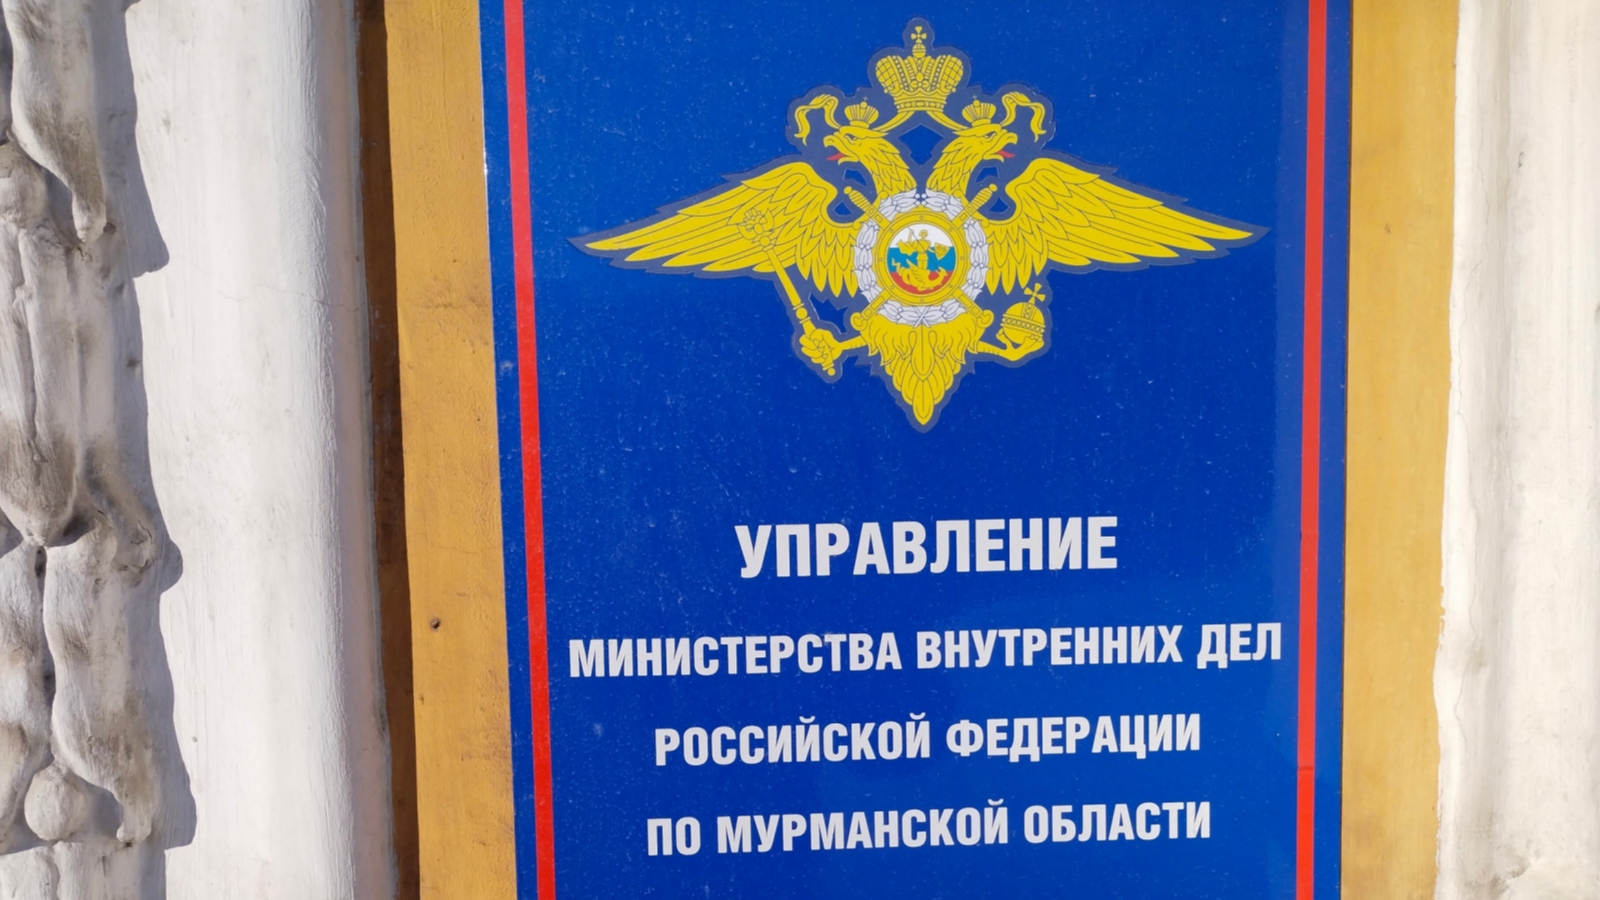 УПРАВЛЕНИЕ
МИНИСТЕРСТВА ВНУТРЕННИХ ДЕЛ
РОССИЙСКОЙ ФЕДЕРАЦИИ
ПО МУРМАНСКОЙ ОБЛАСТИ